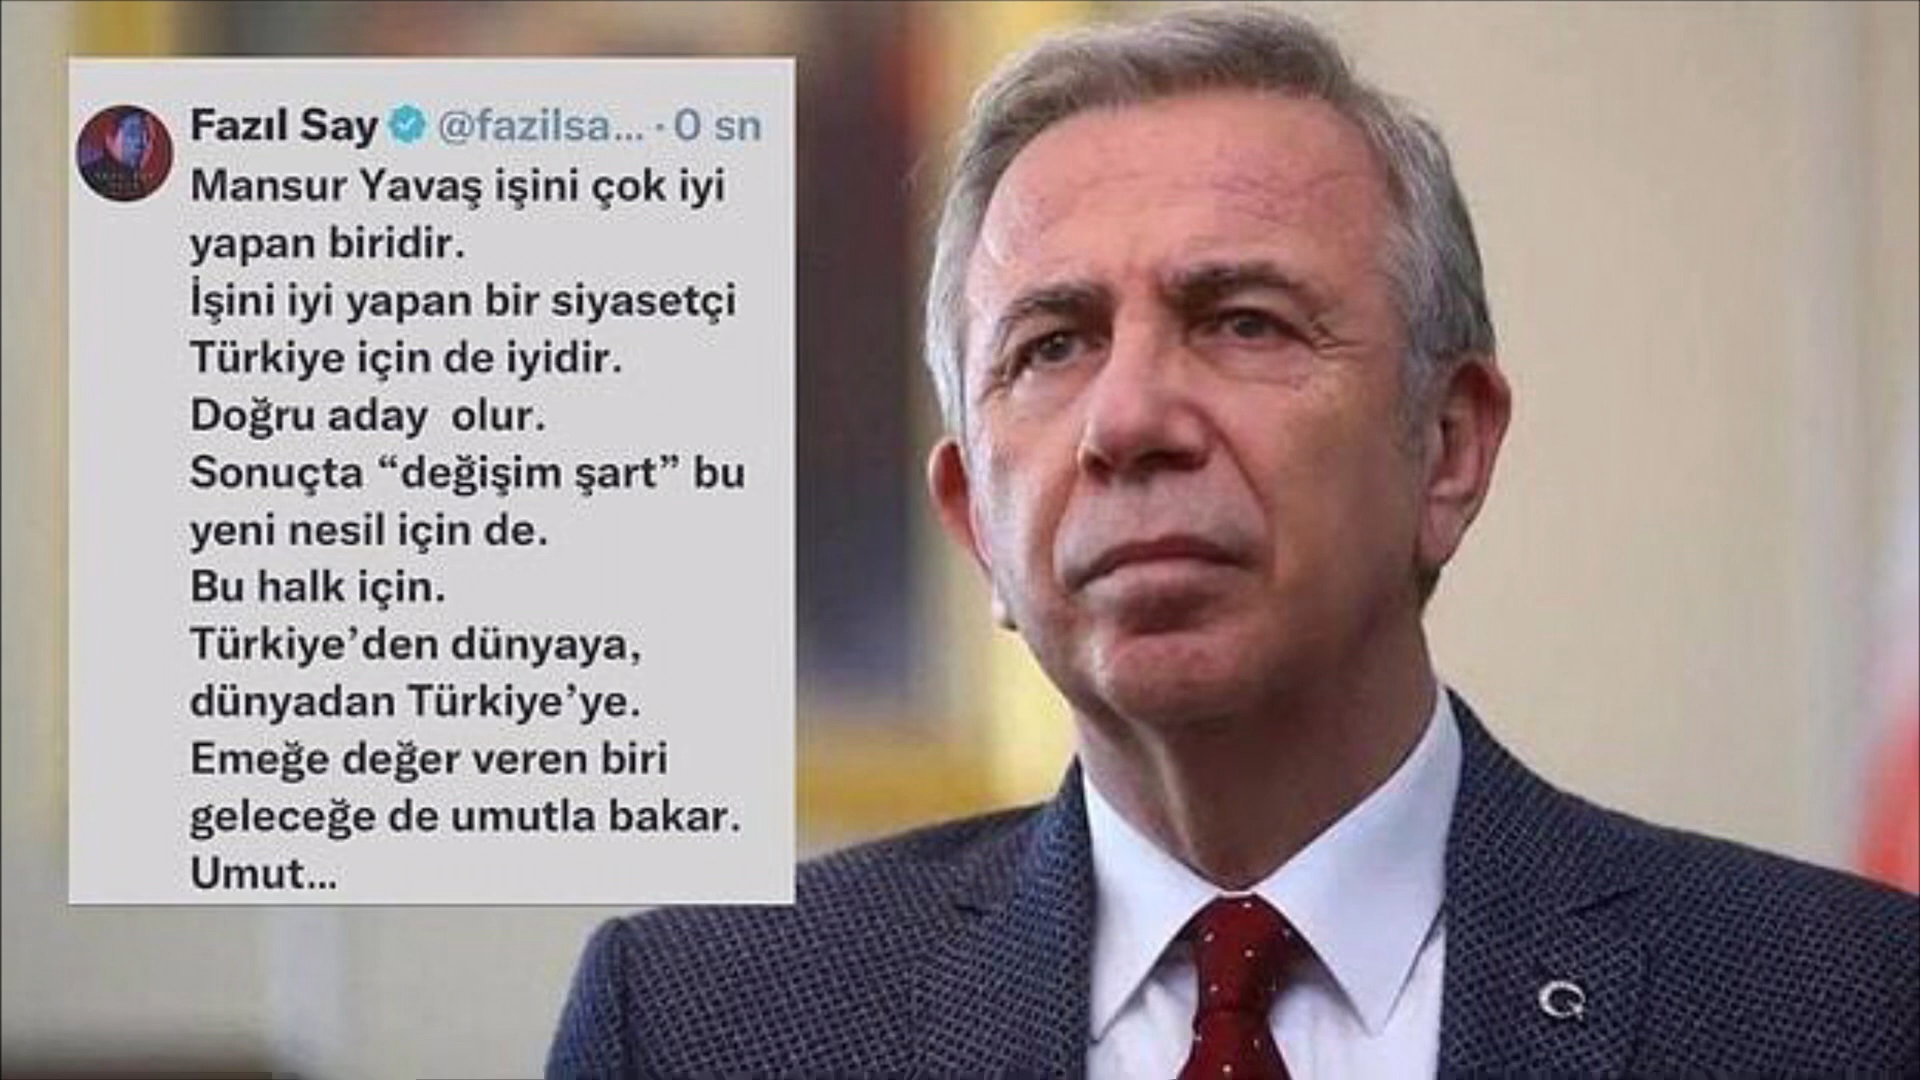 Fazıl Say @fazilsa... · 0 sn
Mansur Yavaş işini çok iyi
yapan biridir.
İşini iyi yapan bir siyasetçi
Türkiye için de iyidir.
Doğru aday olur.
Sonuçta “değişim şart” bu
yeni nesil için de.
Bu halk için.
Türkiye’den dünyaya,
dünyadan Türkiye’ye.
Emeğe değer veren biri
geleceğe de umutla bakar.
Umut...